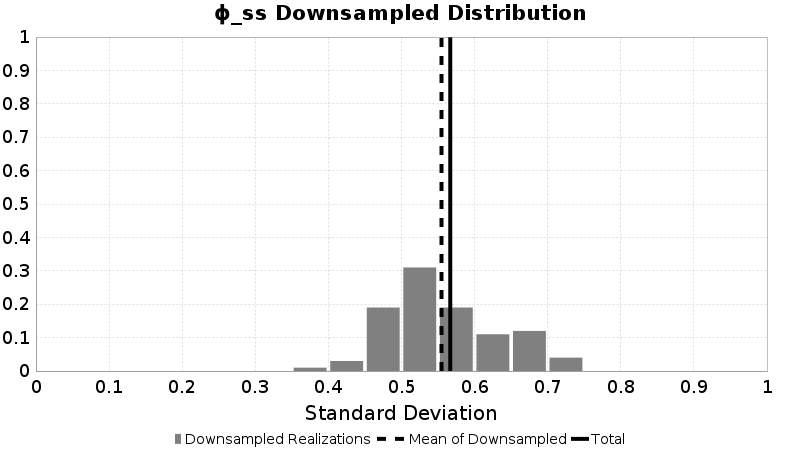 ϕ_ss Downsampled Distribution
1
0.9
0.8
0.7
0.6
0.5
0.4
0.3
0.2
0.1
0
0 0.1 0.2 0.3 0.4 0.5 0.6 0.7 0.8 0.9 1
Standard Deviation
Downsampled Realizations Mean of Downsampled Total